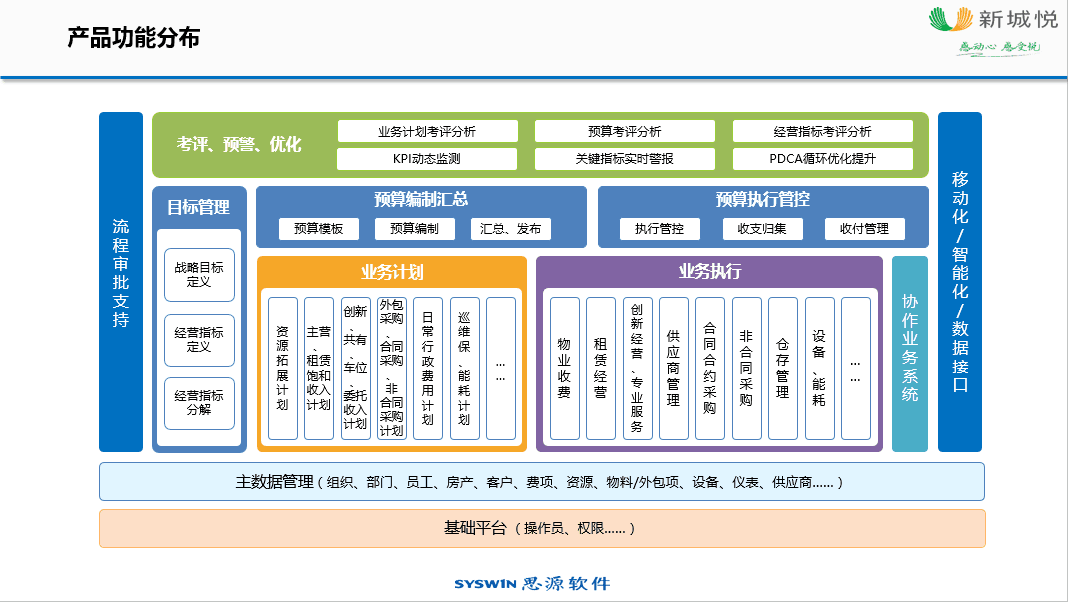 产品功能分布
新城悦
悉动心 悉全悦
流程审批支持
考评、预警、优化
业务计划考评分析
预算考评分析
经营指标考评分析
KPI动态监测
关键指标实时警报
PDCA循环优化提升
移动化/智能化/数据接口
目标管理
战略目标
定义
经营指标
定义
经营指标
分解
预算编制汇总
预算模板
预算编制
汇总、发布
预算执行管控
执行管控
收支归集
收付管理
业务计划
资源拓展计划
主营
、租赁
饱和
收入
计划
创新
、
共有
、
车位
、
委托
收入
计划
外包
采购
、
合同
采购
、非
合同
采购
计划
日常行政费用计划
巡维保、能耗计划
……
业务执行
物业收费
租赁经营
创新经营、专业服务
供应商管理
合同合约采购
非合同采购
仓存管理
设备、能耗
……
协作业务系统
主数据管理（组织、部门、员工、房产、客户、费项、资源、物料/外包项、设备、仪表、供应商……）
基础平台（操作员、权限……）
SYSWIN 思源软件